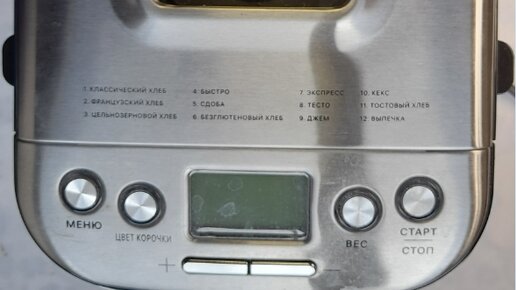 1. КЛАССИЧЕСКИЙ ХЛЕБ
2. ФРАНЦУЗСКИЙ ХЛЕБ
3. ЦЕЛЬНОЗЕРНОВОЙ ХЛЕБ
4. БЫСТРО
5. СДОБА
6. БЕЗГЛЮТЕНОВЫЙ ХЛЕБ
7. ЭКСПРЕСС
8. ТЕСТО
9. ДЖЕМ
10. КЕКС
11. ТОСТОВЫЙ ХЛЕБ
12. ВЫПЕЧКА
МЕНЮ
ЦВЕТ КОРОЧКИ
ВЕС
СТАРТ
СТОП
+
—